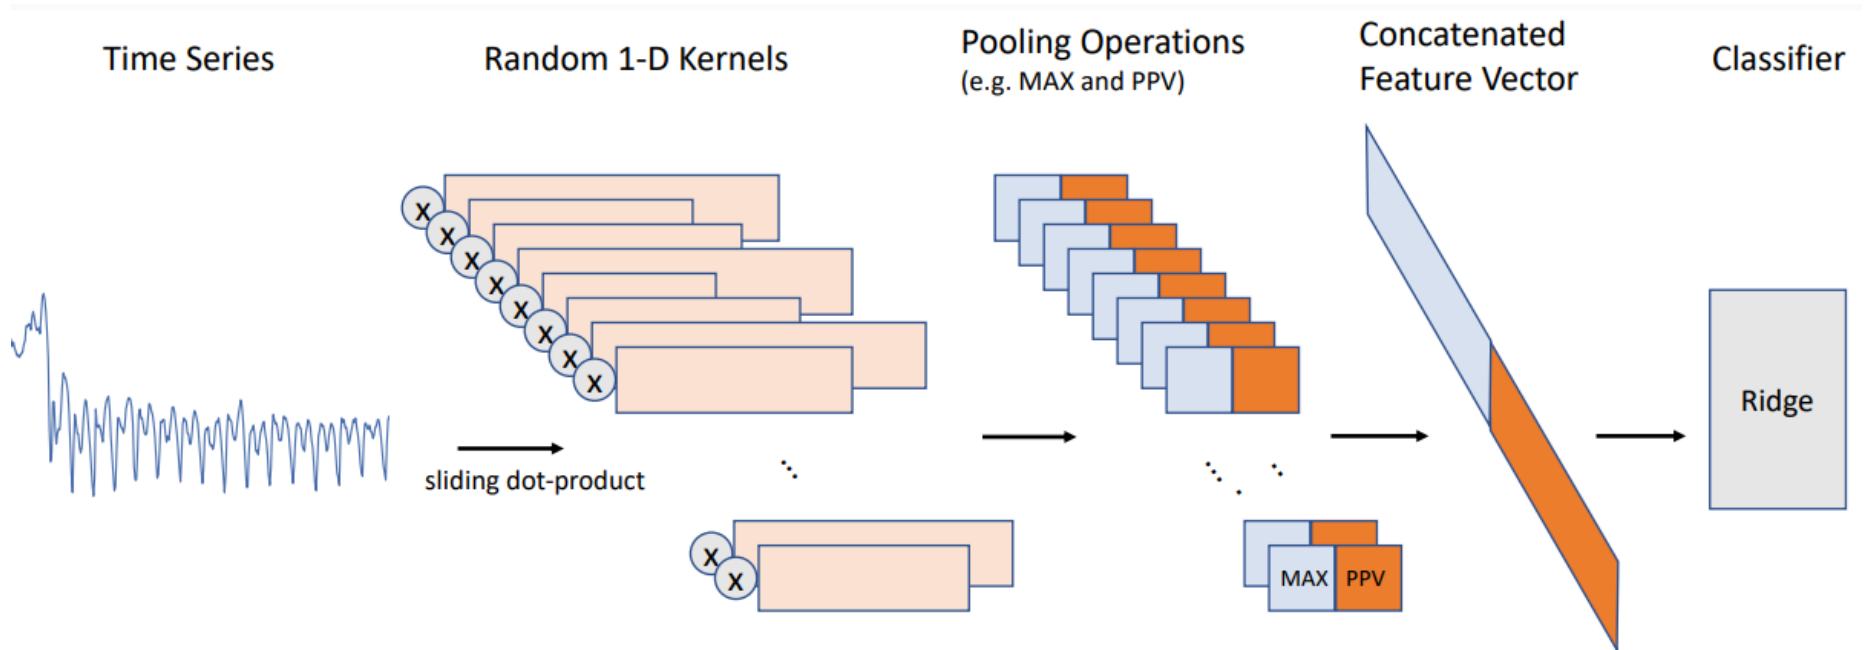 Time Series
Random 1-D Kernels
Pooling Operations
(e.g. MAX and PPV)
Concatenated
Feature Vector
Classifier
X
X
X
X
X
X
X
X
sliding dot-product
X
X
MAX
PPV
Ridge